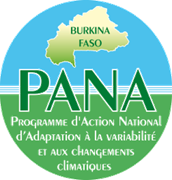 BURKINA
FASO
PANA
PROGRAMME D'ACTION NATIONAL
D'ADAPTATION À LA VARIABILITÉ
ET AUX CHANGEMENTS
CLIMATIQUES